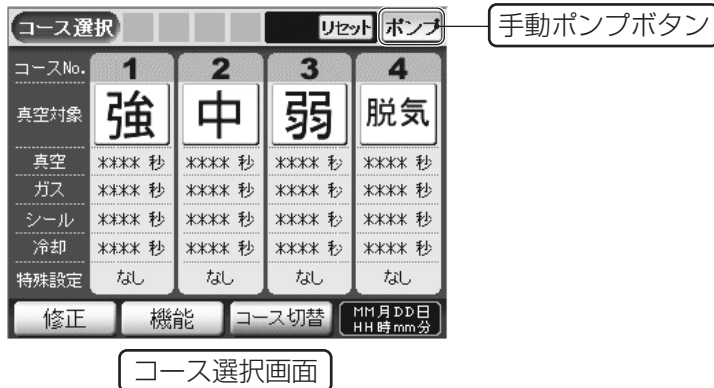 コース選択 リセット ポンプ 手動ポンプボタン
コースNo. 1 2 3 4
真空対象 強 中 弱 脱気
真空 **** 秒 **** 秒 **** 秒 **** 秒
ガス **** 秒 **** 秒 **** 秒 **** 秒
シール **** 秒 **** 秒 **** 秒 **** 秒
冷却 **** 秒 **** 秒 **** 秒 **** 秒
特殊設定 なし なし なし なし
修正 機能 コース切替 MM月DD日
HH時mm分
コース選択画面